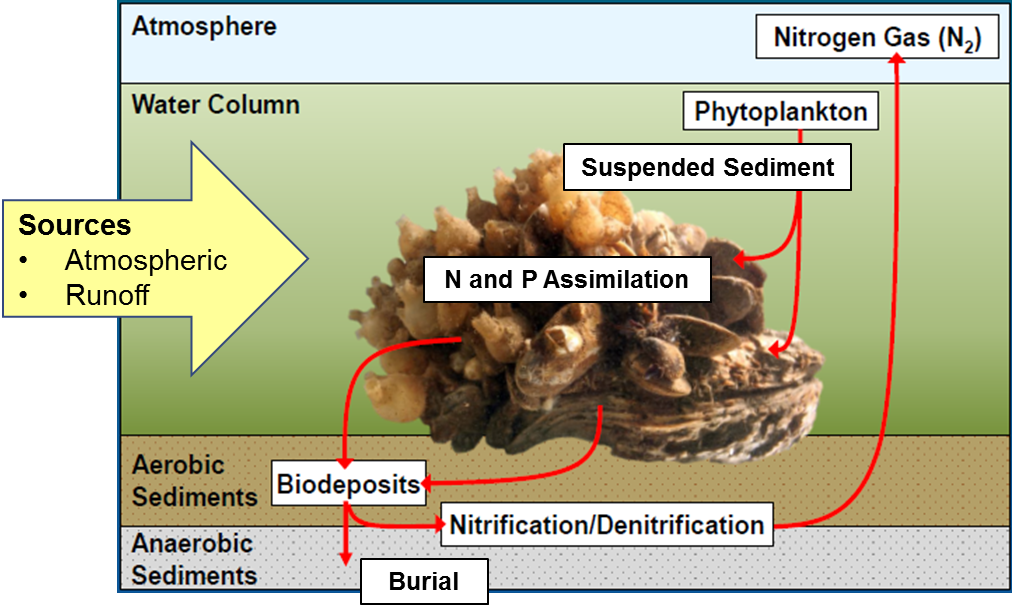 Atmosphere
Nitrogen Gas (N₂)
Water Column
Phytoplankton
Suspended Sediment
Sources
• Atmospheric
• Runoff
N and P Assimilation
Aerobic
Sediments
Biodeposits
Nitrification/Denitrification
Anaerobic
Sediments
Burial